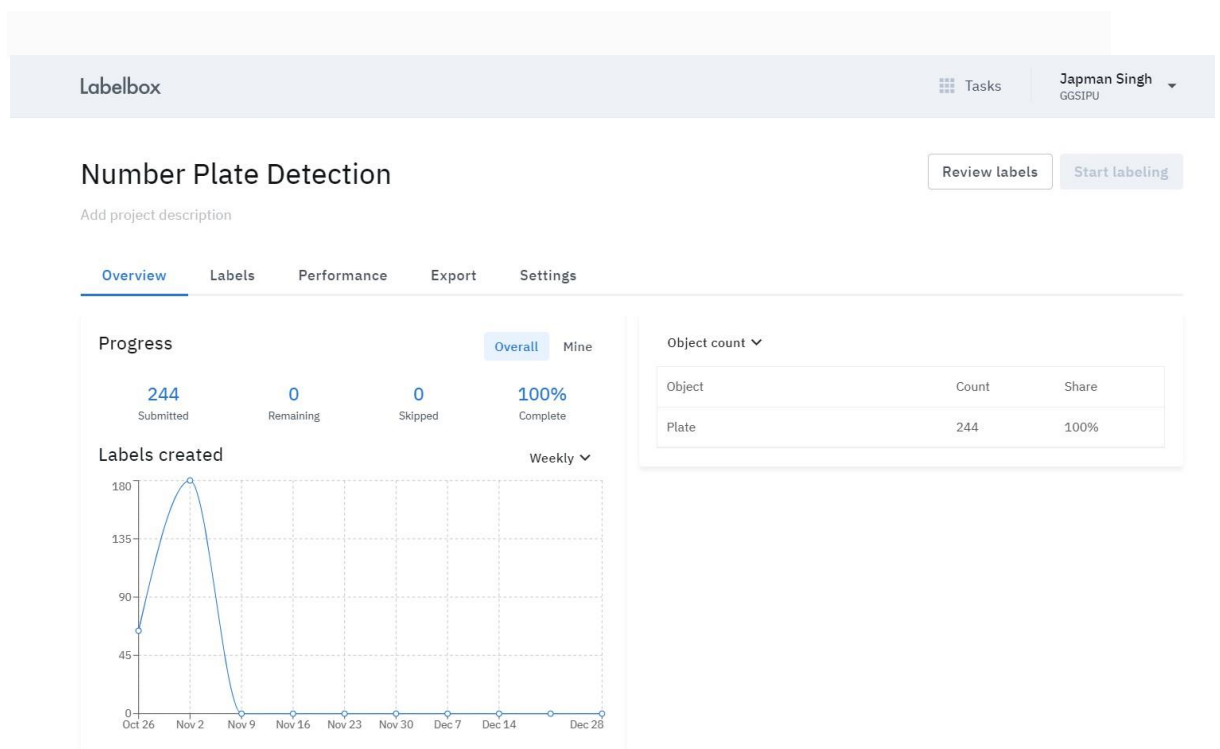 Labelbox
Tasks
Japman Singh
GGSIPU
Number Plate Detection
Review labels
Start labeling
Add project description
Overview Labels Performance Export Settings
Progress
Overall Mine
244 0 0 100%
Submitted Remaining Skipped Complete
Labels created
Weekly
180
135
90
45
0
Oct 26 Nov 2 Nov 9 Nov 16 Nov 23 Nov 30 Dec 7 Dec 14 Dec 28
Object count
Object Count Share
Plate 244 100%